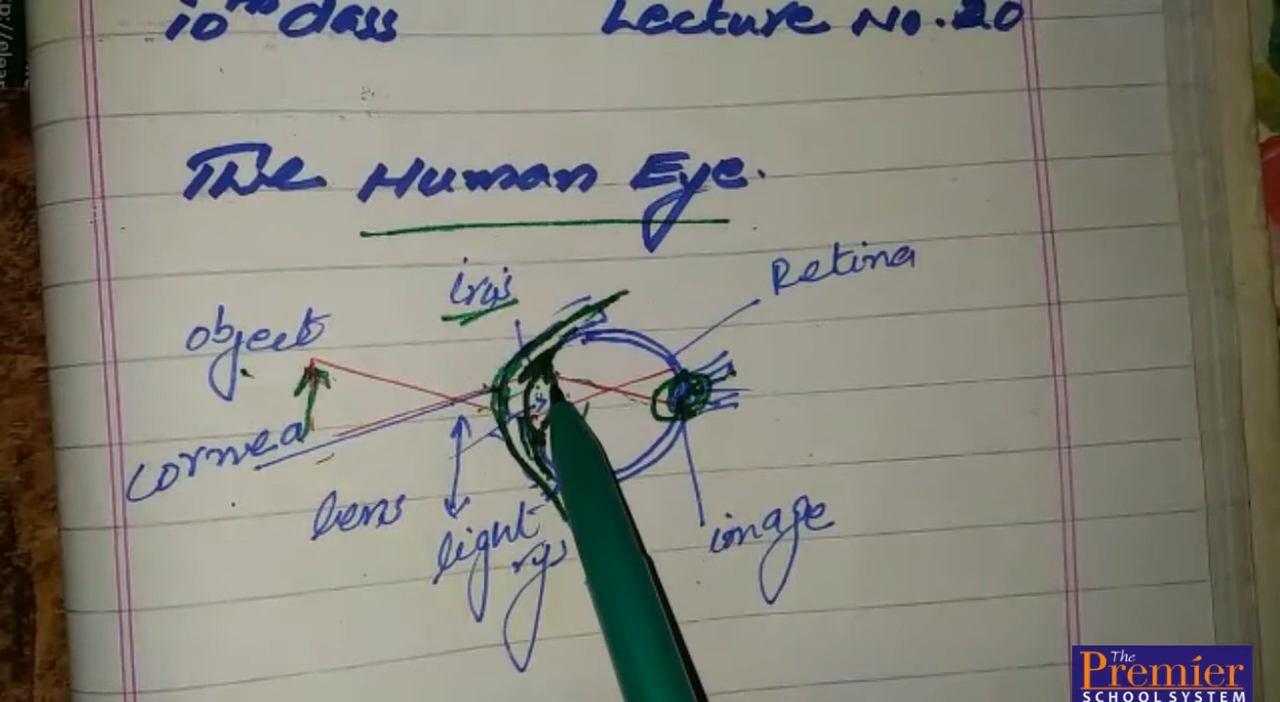 10th class Lecture No. 20
The Human Eye.
iris
Retina
object
cornea
lens
light
rys
image
The
Premier
SCHOOL SYSTEM